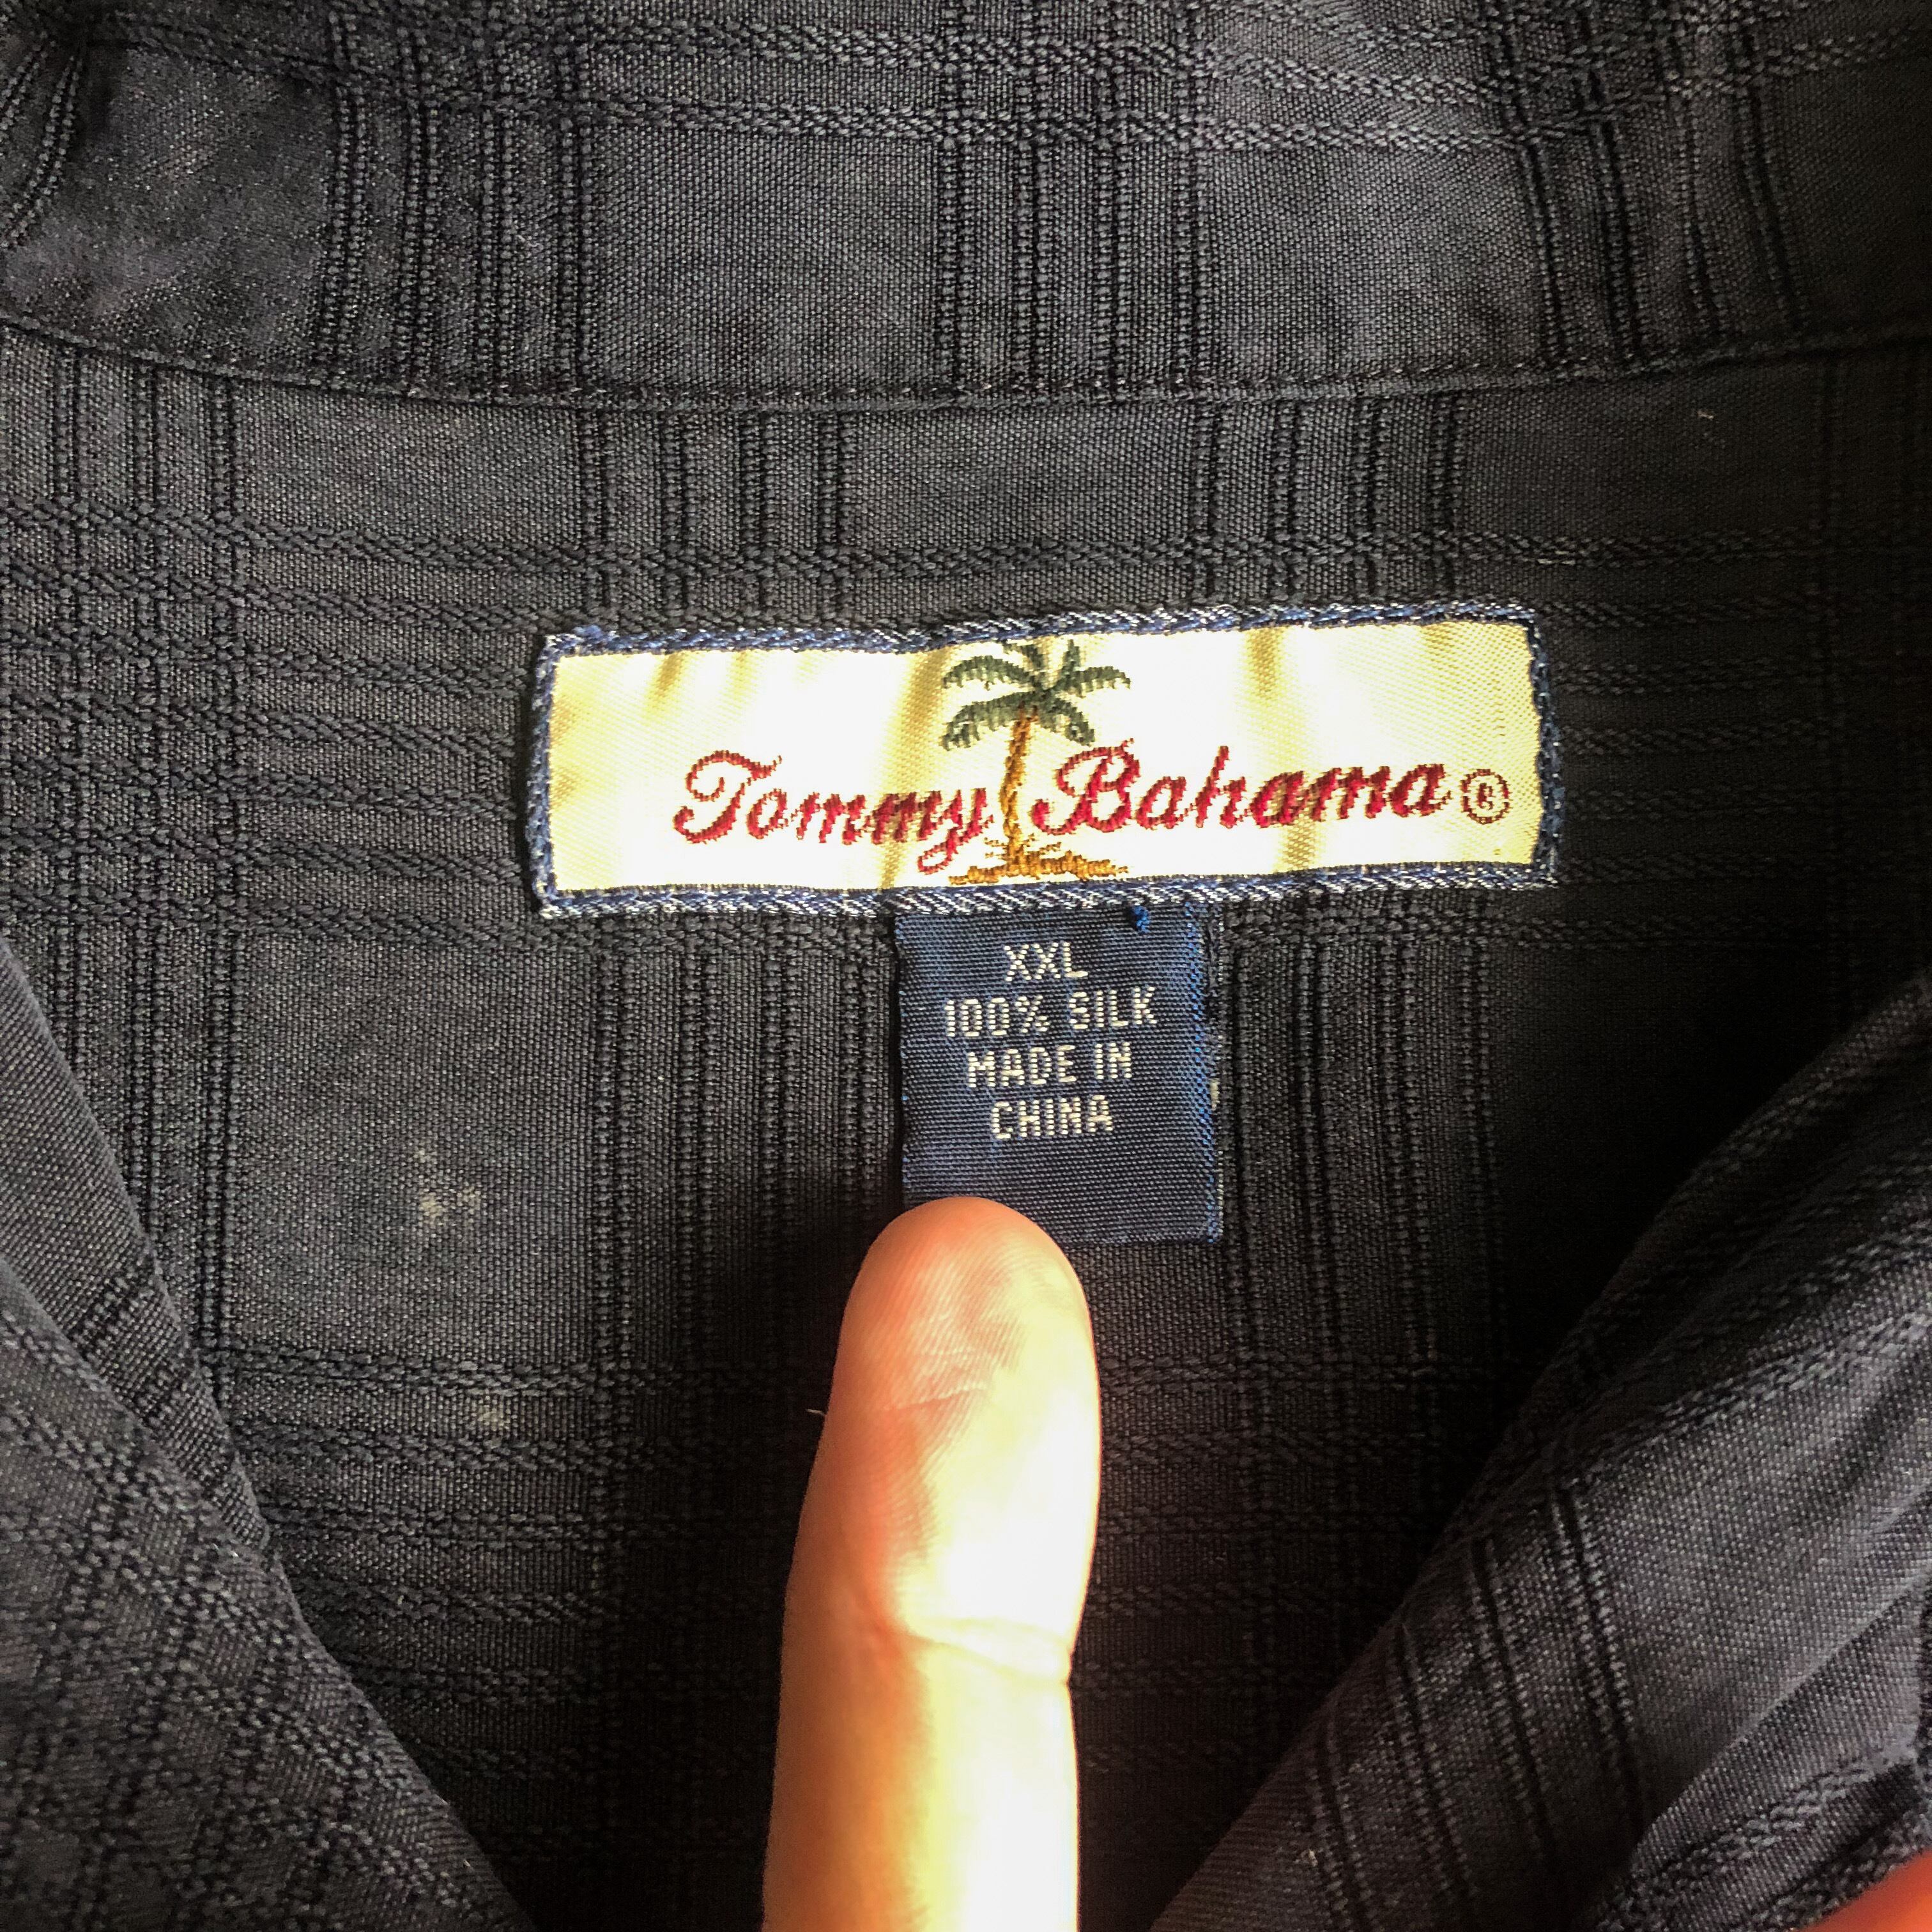 Tommy Bahama®
XXL
100% SILK
MADE IN
CHINA